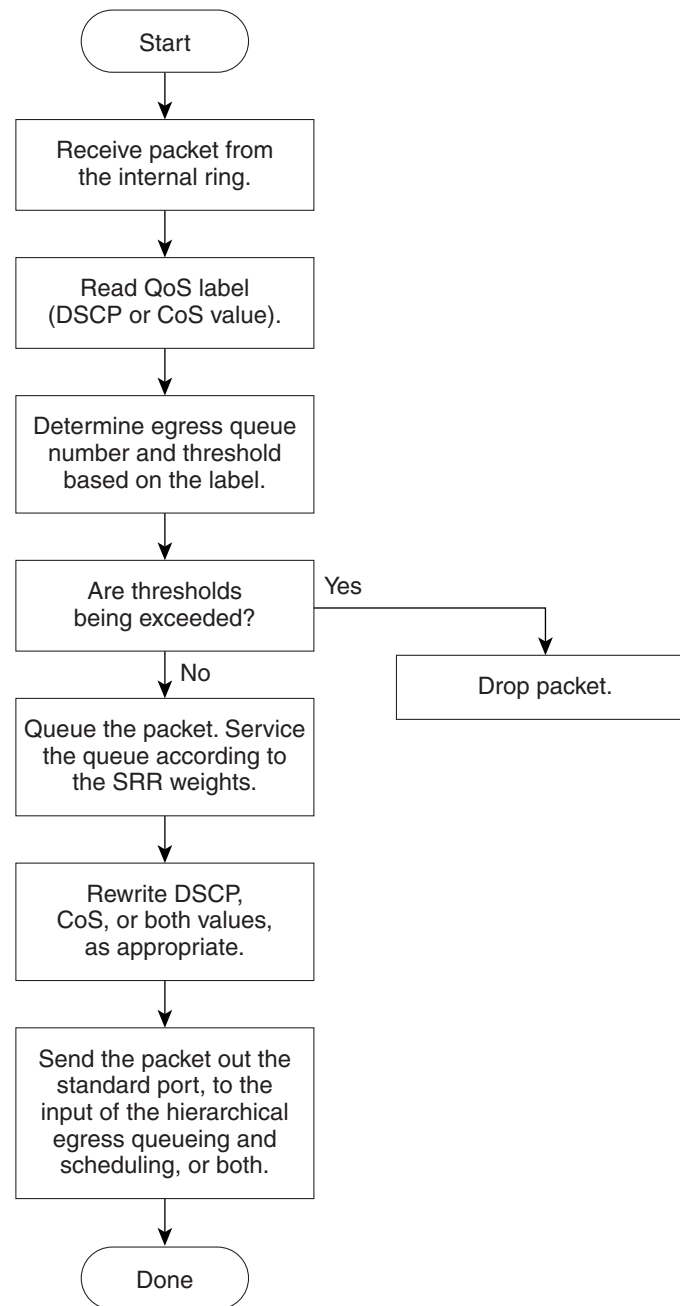 Start
Receive packet from
the internal ring.
Read QoS label
(DSCP or CoS value).
Determine egress queue
number and threshold
based on the label.
Are thresholds
being exceeded?
Yes
No
Drop packet.
Queue the packet. Service
the queue according to
the SRR weights.
Rewrite DSCP,
CoS, or both values,
as appropriate.
Send the packet out the
standard port, to the
input of the hierarchical
egress queueing and
scheduling, or both.
Done